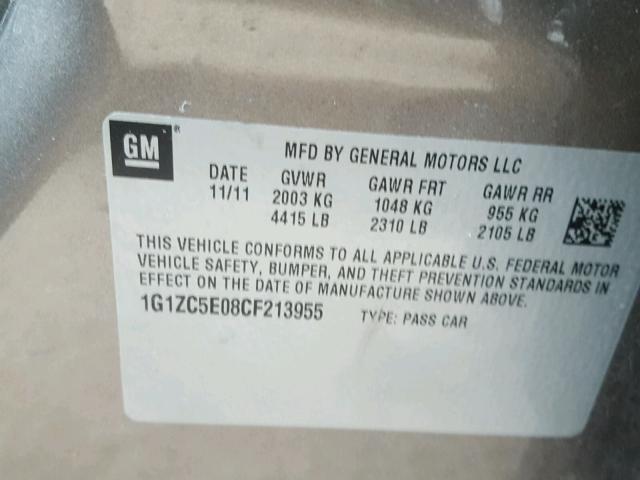 GM ®
MFD BY GENERAL MOTORS LLC
DATE GVWR GAWR FRT GAWR RR
11/11 2003 KG 1048 KG 955 KG
4415 LB 2310 LB 2105 LB
THIS VEHICLE CONFORMS TO ALL APPLICABLE U.S. FEDERAL MOTOR
VEHICLE SAFETY, BUMPER, AND THEFT PREVENTION STANDARDS IN
EFFECT ON THE DATE OF MANUFACTURE SHOWN ABOVE.
1G1ZC5E08CF213955 TYPE: PASS CAR